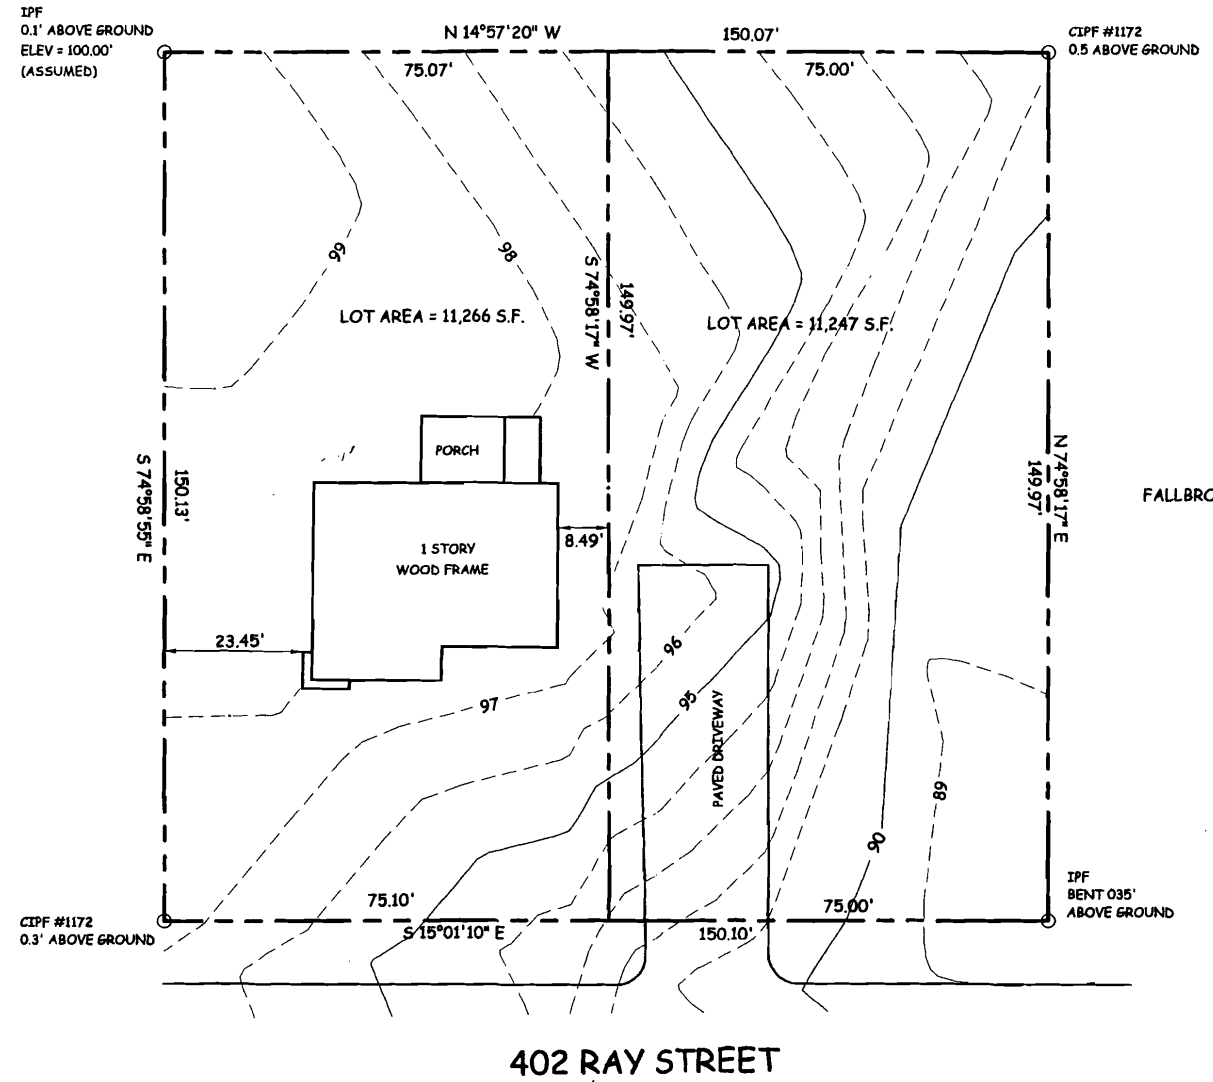 IPF
0.1' ABOVE GROUND
ELEV = 100.00'
(ASSUMED)
N 14°57'20" W
150.07'
CIPF #1172
0.5 ABOVE GROUND
75.07'
75.00'
99
98
S 74°58'17" W
149.97'
LOT AREA = 11,266 S.F.
LOT AREA = 11,247 S.F.
PORCH
S 74°58'55" E
150.13'
N 74°58'17" E
149.97'
FALLBRO
8.49'
1 STORY
WOOD FRAME
23.45'
96
97
95
PAVED DRIVEWAY
89
90
IPF
BENT 035'
ABOVE GROUND
75.10'
75.00'
CIPF #1172
0.3' ABOVE GROUND
S 15°01'10" E
150.10'
402 RAY STREET